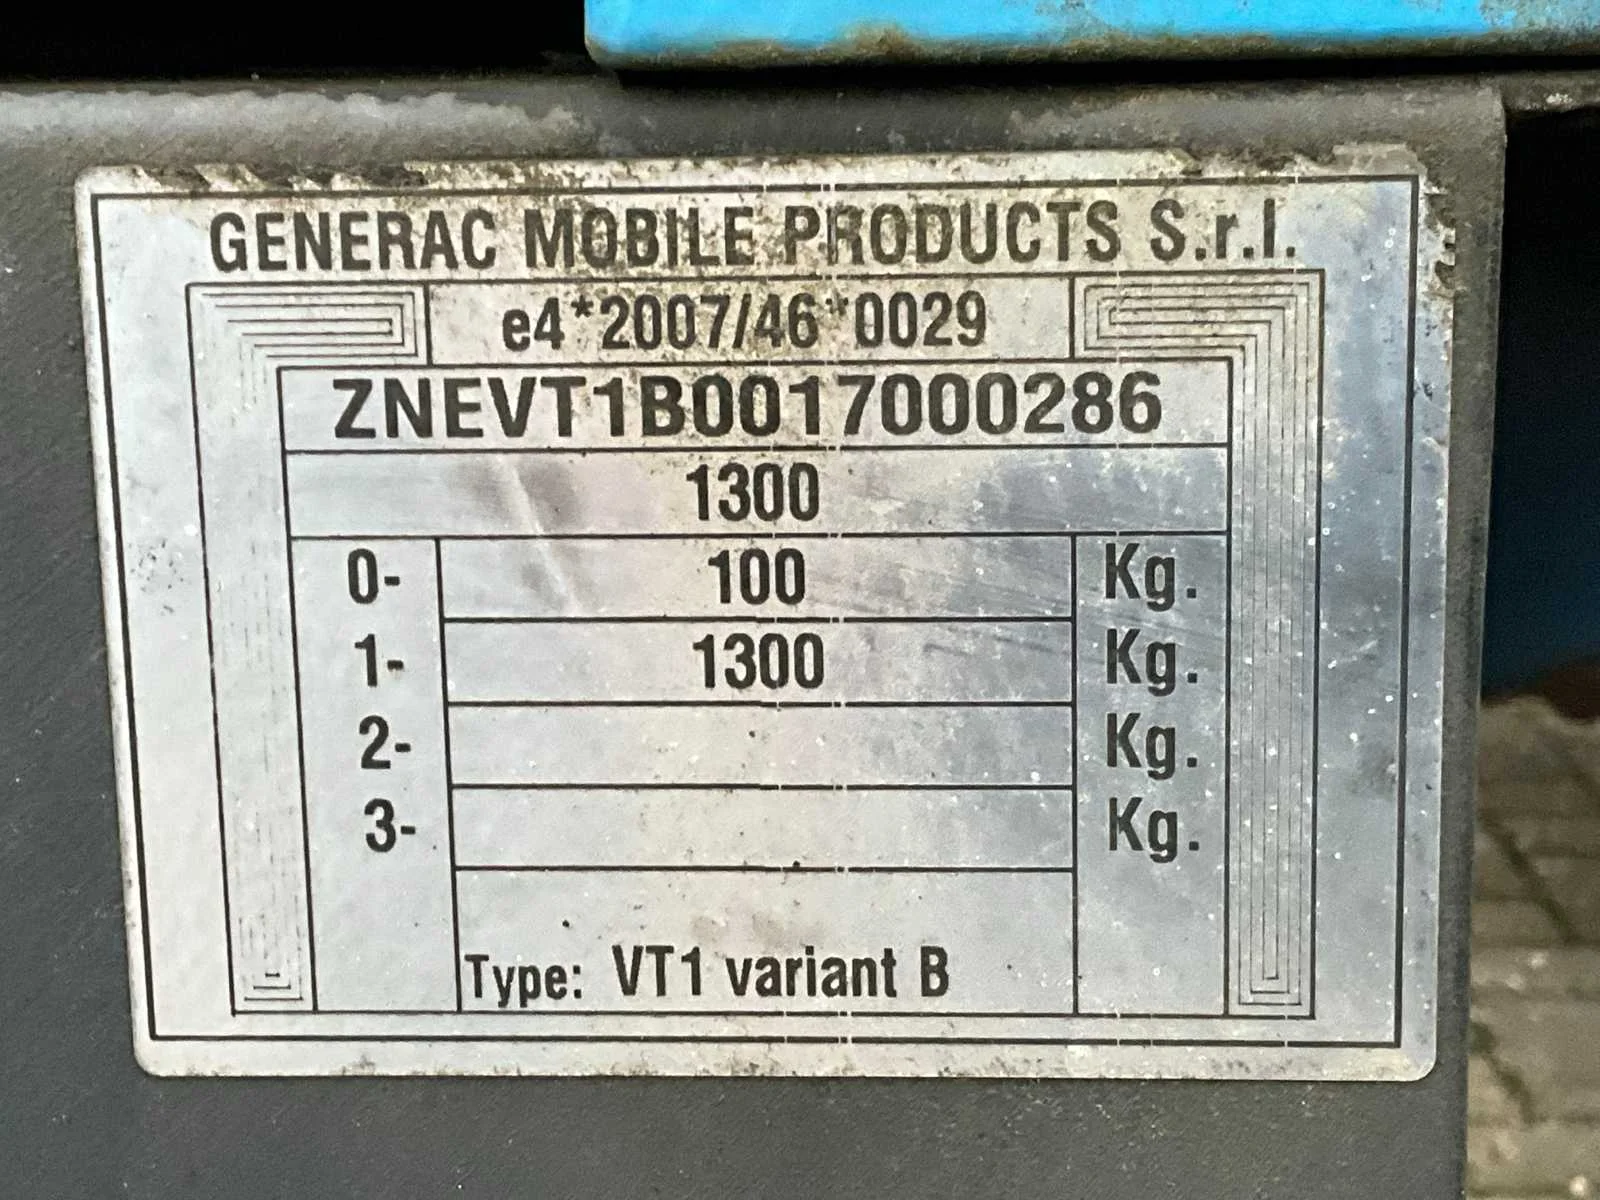 GENERAC MOBILE PRODUCTS S.r.l.
e4*2007/46*0029
ZNEVT1B0017000286
1300
0- 100 Kg.
1- 1300 Kg.
2- Kg.
3- Kg.
Type: VT1 variant B